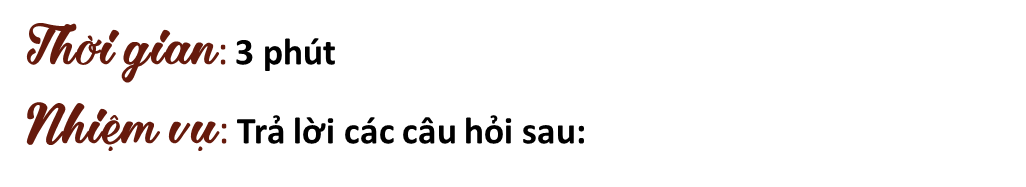 Thời gian: 3 phút
Nhiệm vụ: Trả lời các câu hỏi sau: